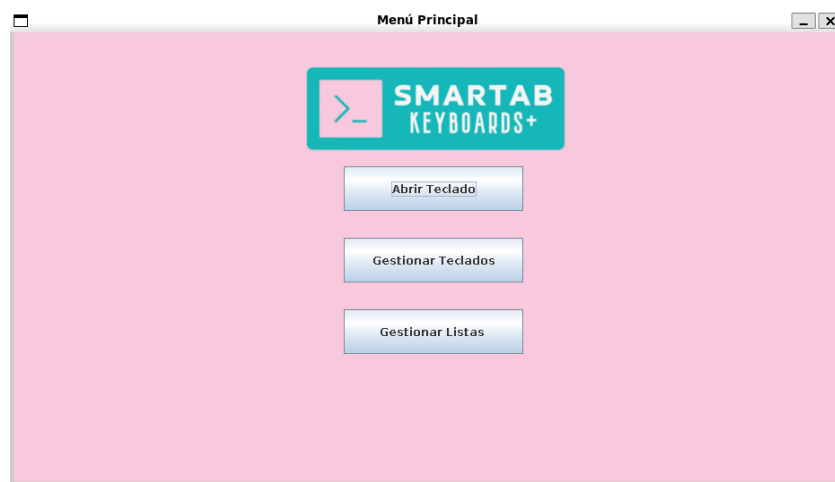 Menú Principal
>_
SMARTAB
KEYBOARDS+
Abrir Teclado
Gestionar Teclados
Gestionar Listas